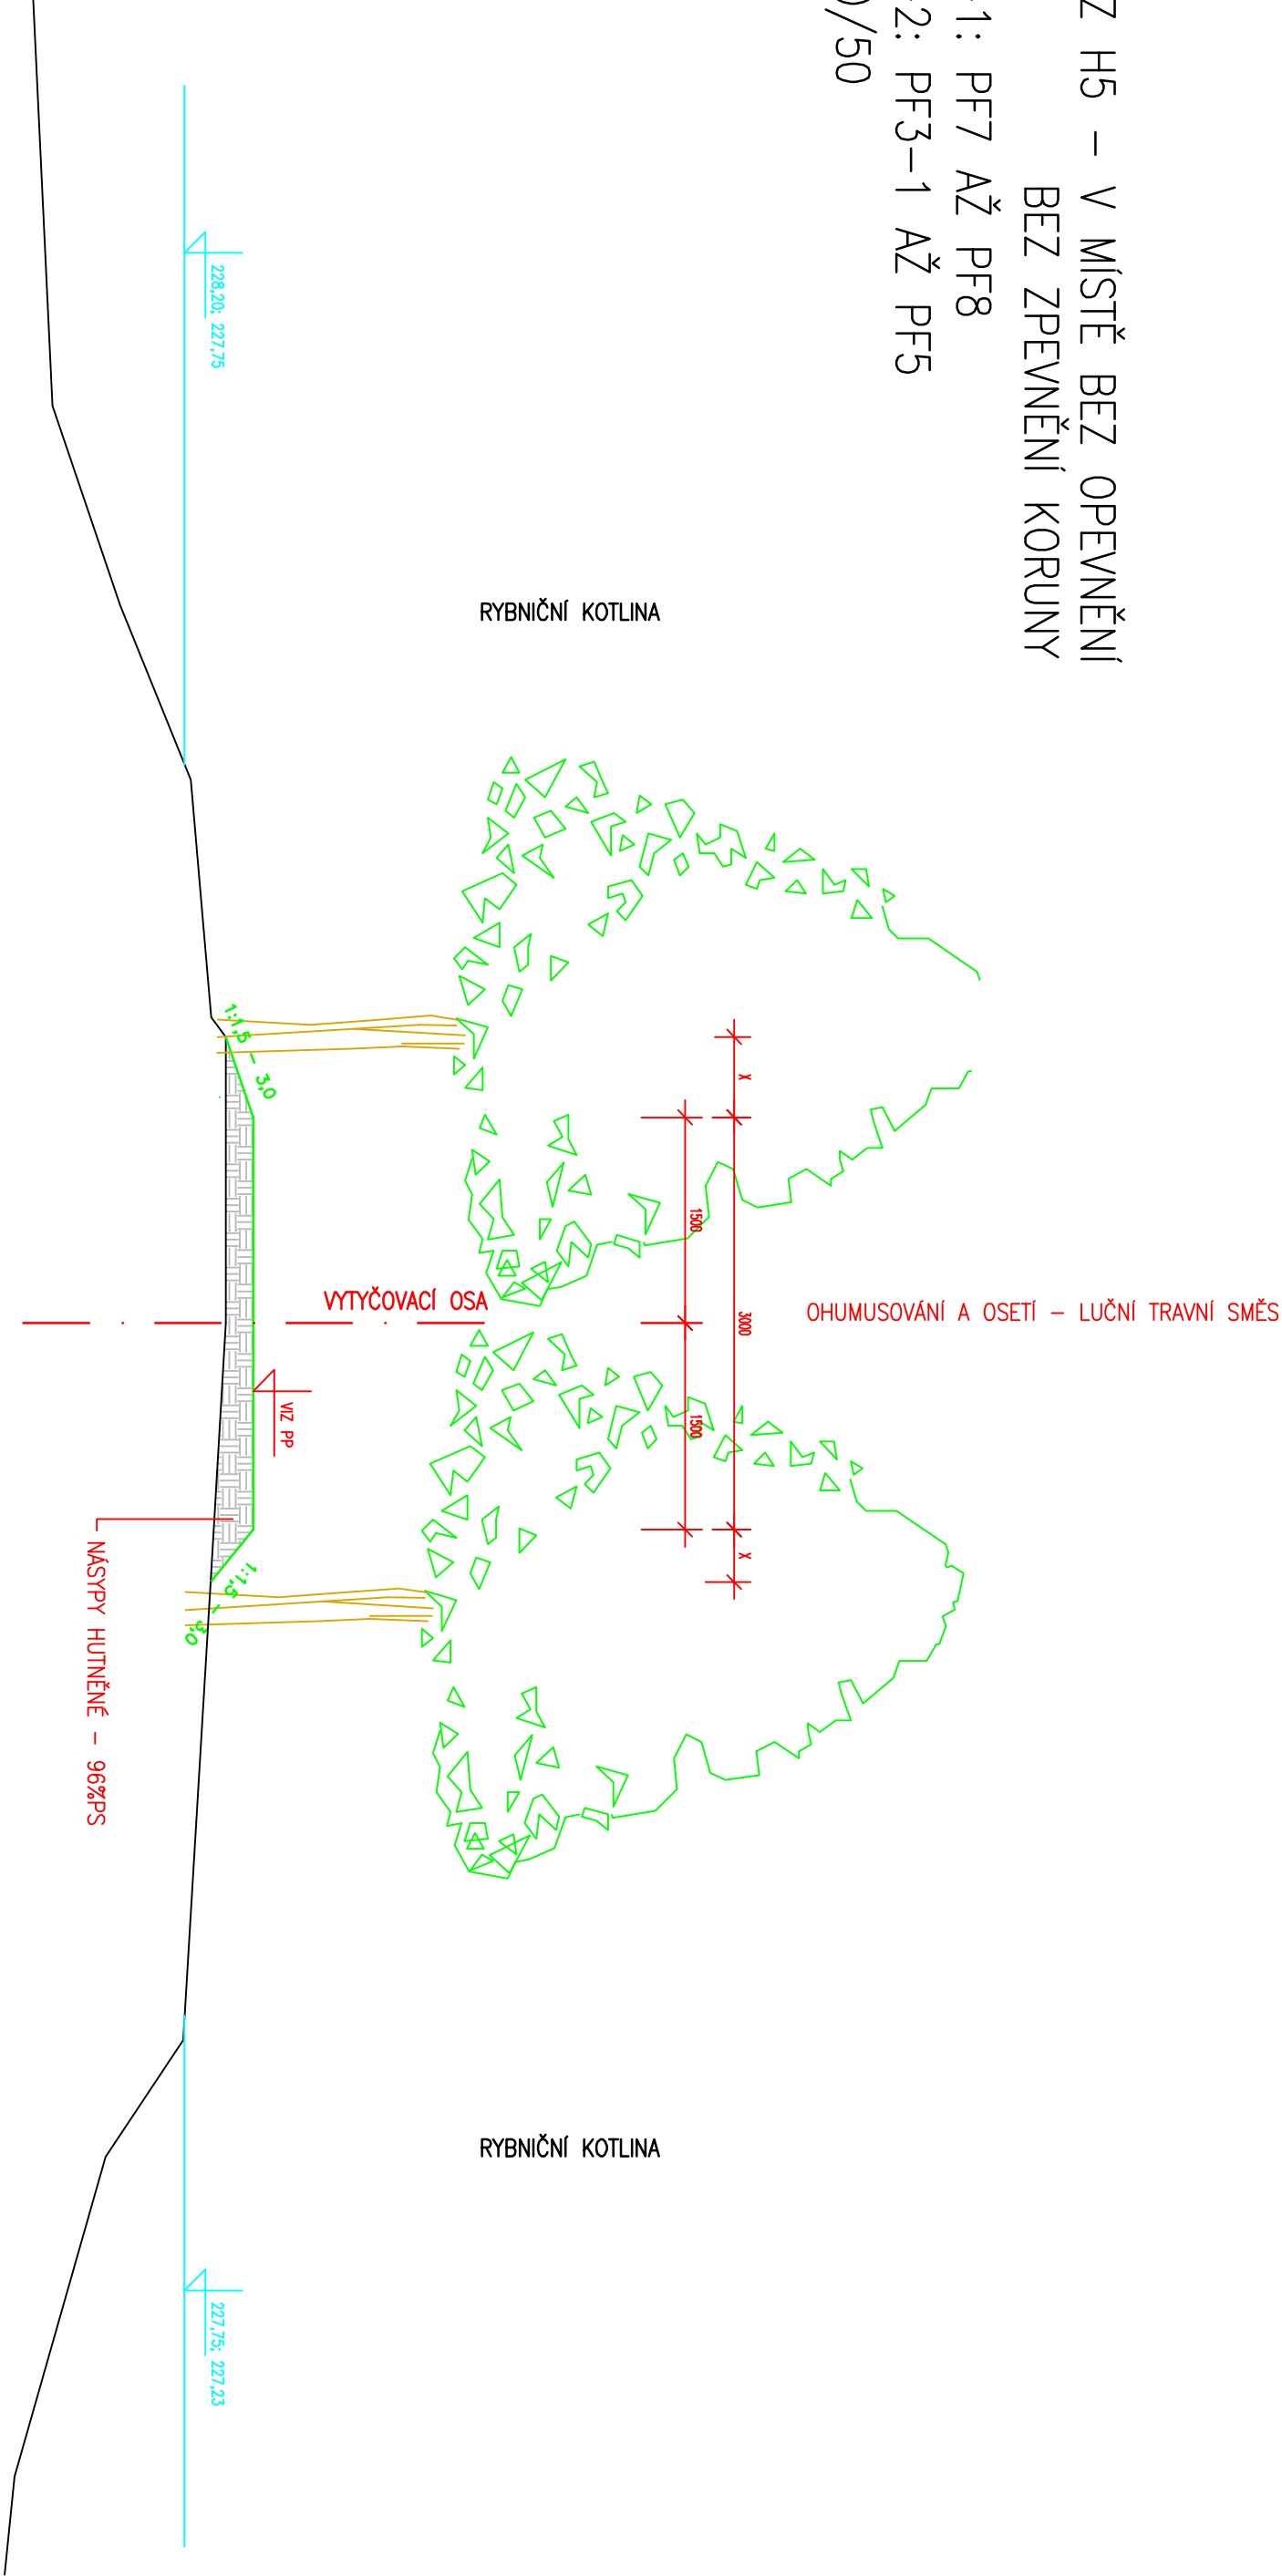 Z H5 – V MÍSTĚ BEZ OPEVNĚNÍ
BEZ ZPEVNĚNÍ KORUNY
1: PF7 AŽ PF8
2: PF3-1 AŽ PF5
/50
228,20; 227,75
RYBNIČNÍ KOTLINA
1:1,5 – 3,0
X
1500
3000
VYTYČOVACÍ OSA
OHUMUSOVÁNÍ A OSETÍ – LUČNÍ TRAVNÍ SMĚS
VIZ PP
1500
X
1:1,5 – 3,0
NÁSYPY HUTNĚNÉ – 96%PS
RYBNIČNÍ KOTLINA
227,75; 227,23